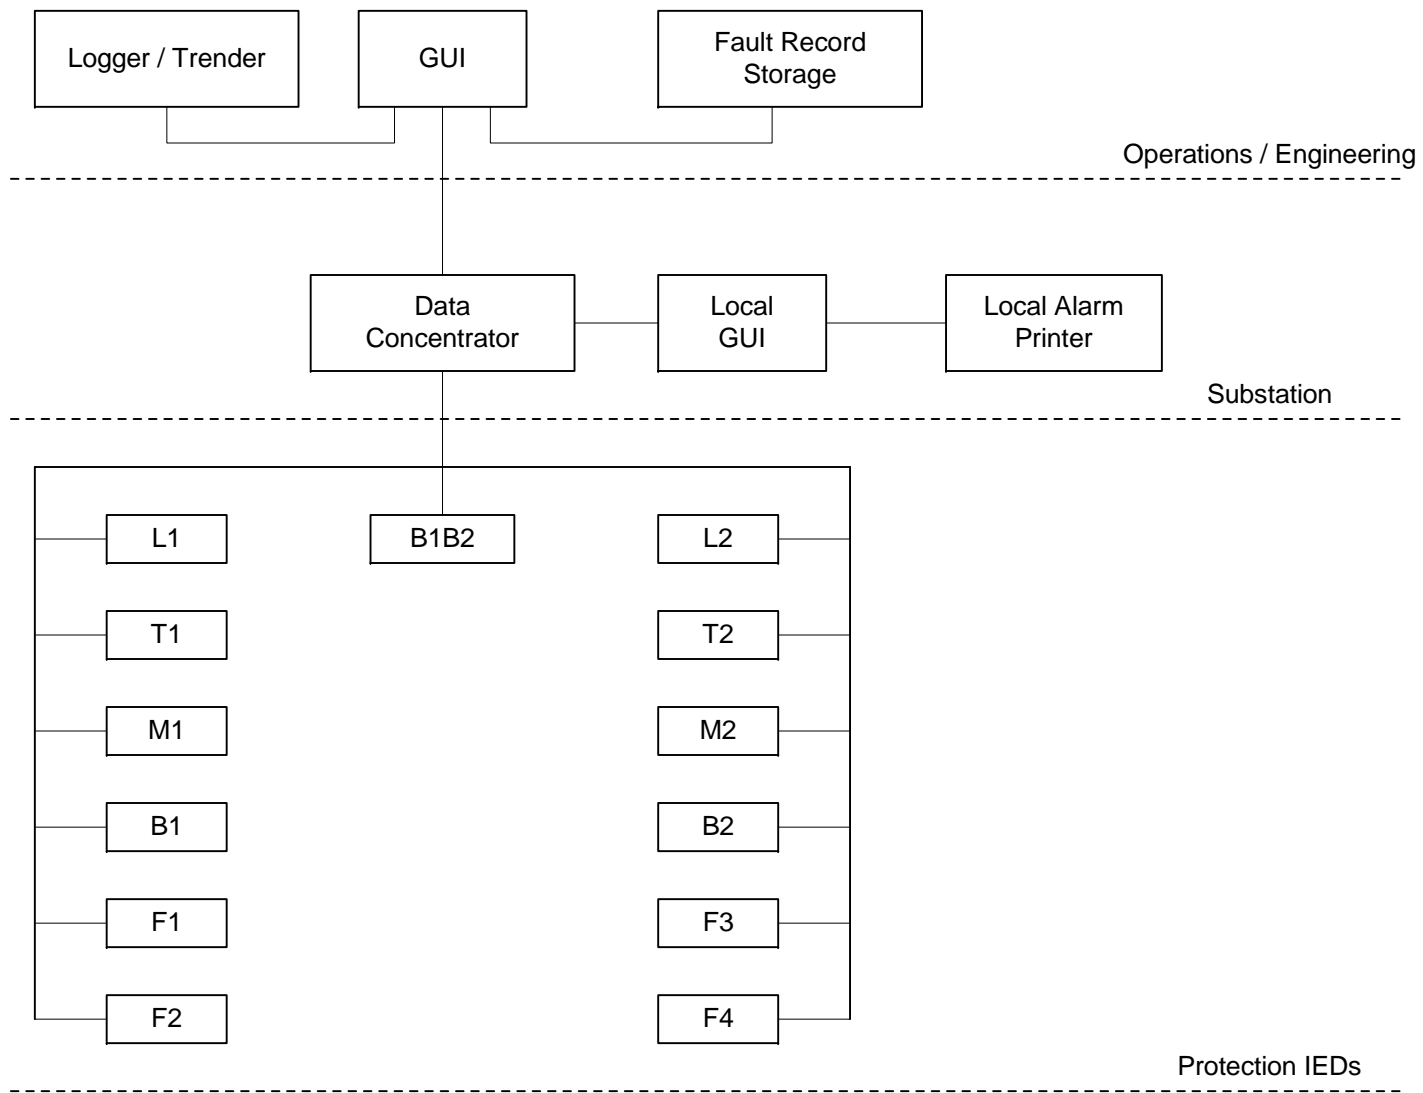 Logger / Trender
GUI
Fault Record
Storage
Operations / Engineering
Data
Concentrator
Local
GUI
Local Alarm
Printer
Substation
L1
B1B2
L2
T1
T2
M1
M2
B1
B2
F1
F3
F2
F4
Protection IEDs